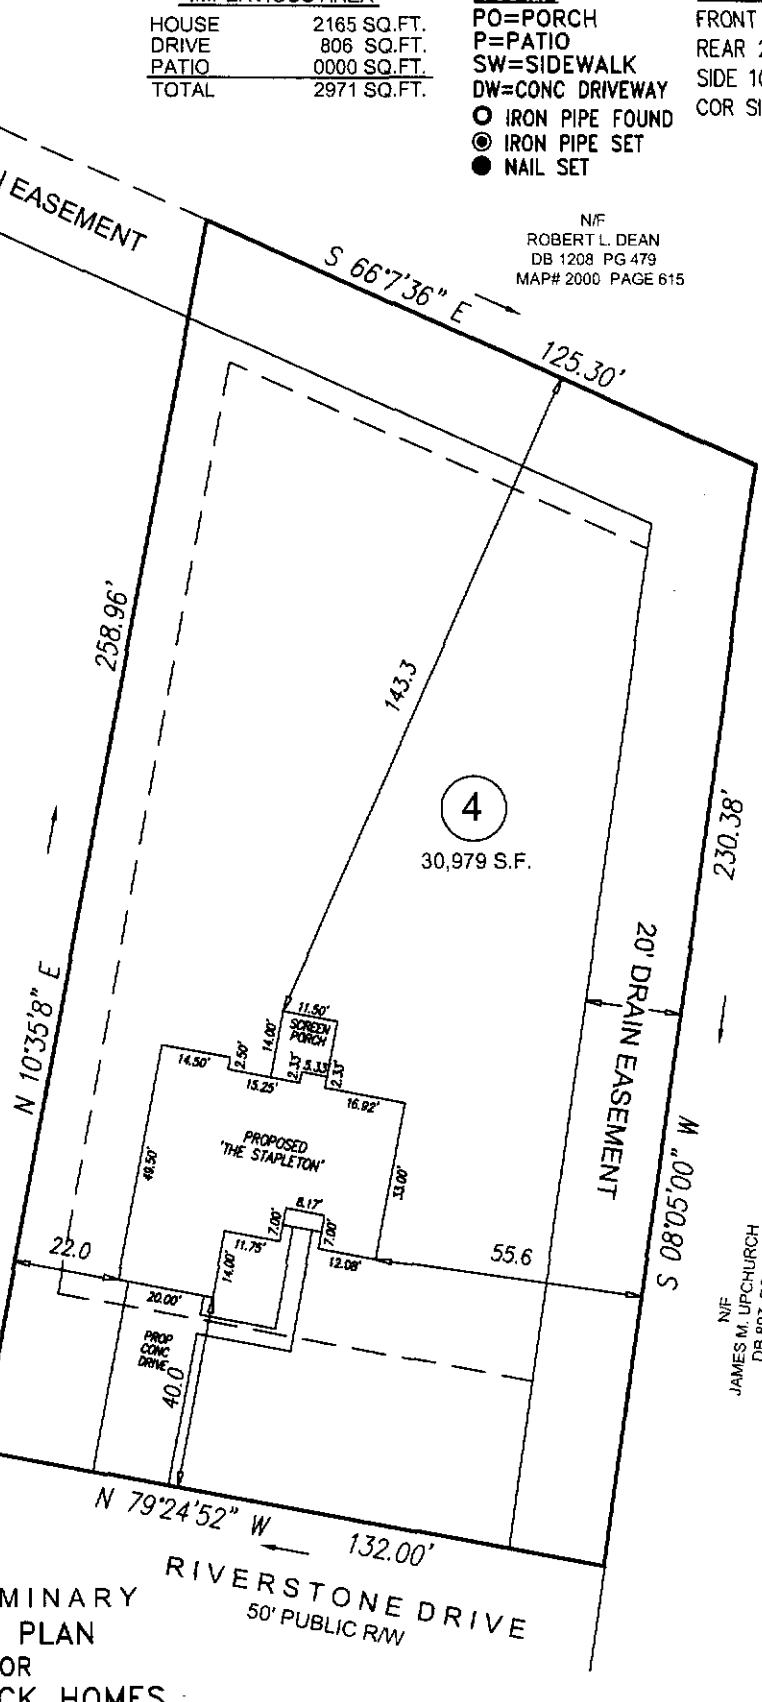 HOUSE 2165 SQ.FT.
DRIVE 806 SQ.FT.
PATIO 0000 SQ.FT.
TOTAL 2971 SQ.FT.
PO=PORCH
P=PATIO
SW=SIDEWALK
DW=CONC DRIVEWAY
IRON PIPE FOUND
IRON PIPE SET
NAIL SET
FRONT
REAR
SIDE
COR
EASEMENT
N/F
ROBERT L. DEAN
DB 1208 PG 479
MAP# 2000 PAGE 615
S 66°7'36" E
125.30'
258.96'
143.3
4
30,979 S.F.
230.38'
20' DRAIN EASEMENT
N 10°35'8" E
S 08°05'00" W
11.50'
SCREEN
PORCH
14.00'
14.50'
2.50'
15.25'
2.33'
5.33'
2.33'
16.92'
PROPOSED
'THE STAPLETON'
49.50'
33.00'
8.17'
7.00'
7.00'
11.75'
12.08'
14.00'
22.0
55.6
20.00'
PROP
CONC
DRIVE
40.0
N/F
JAMES M. UPCHURCH
N 79°24'52" W
132.00'
RIVERSTONE DRIVE
50' PUBLIC R/W
MINARY
PLAN
OR
CK HOMES